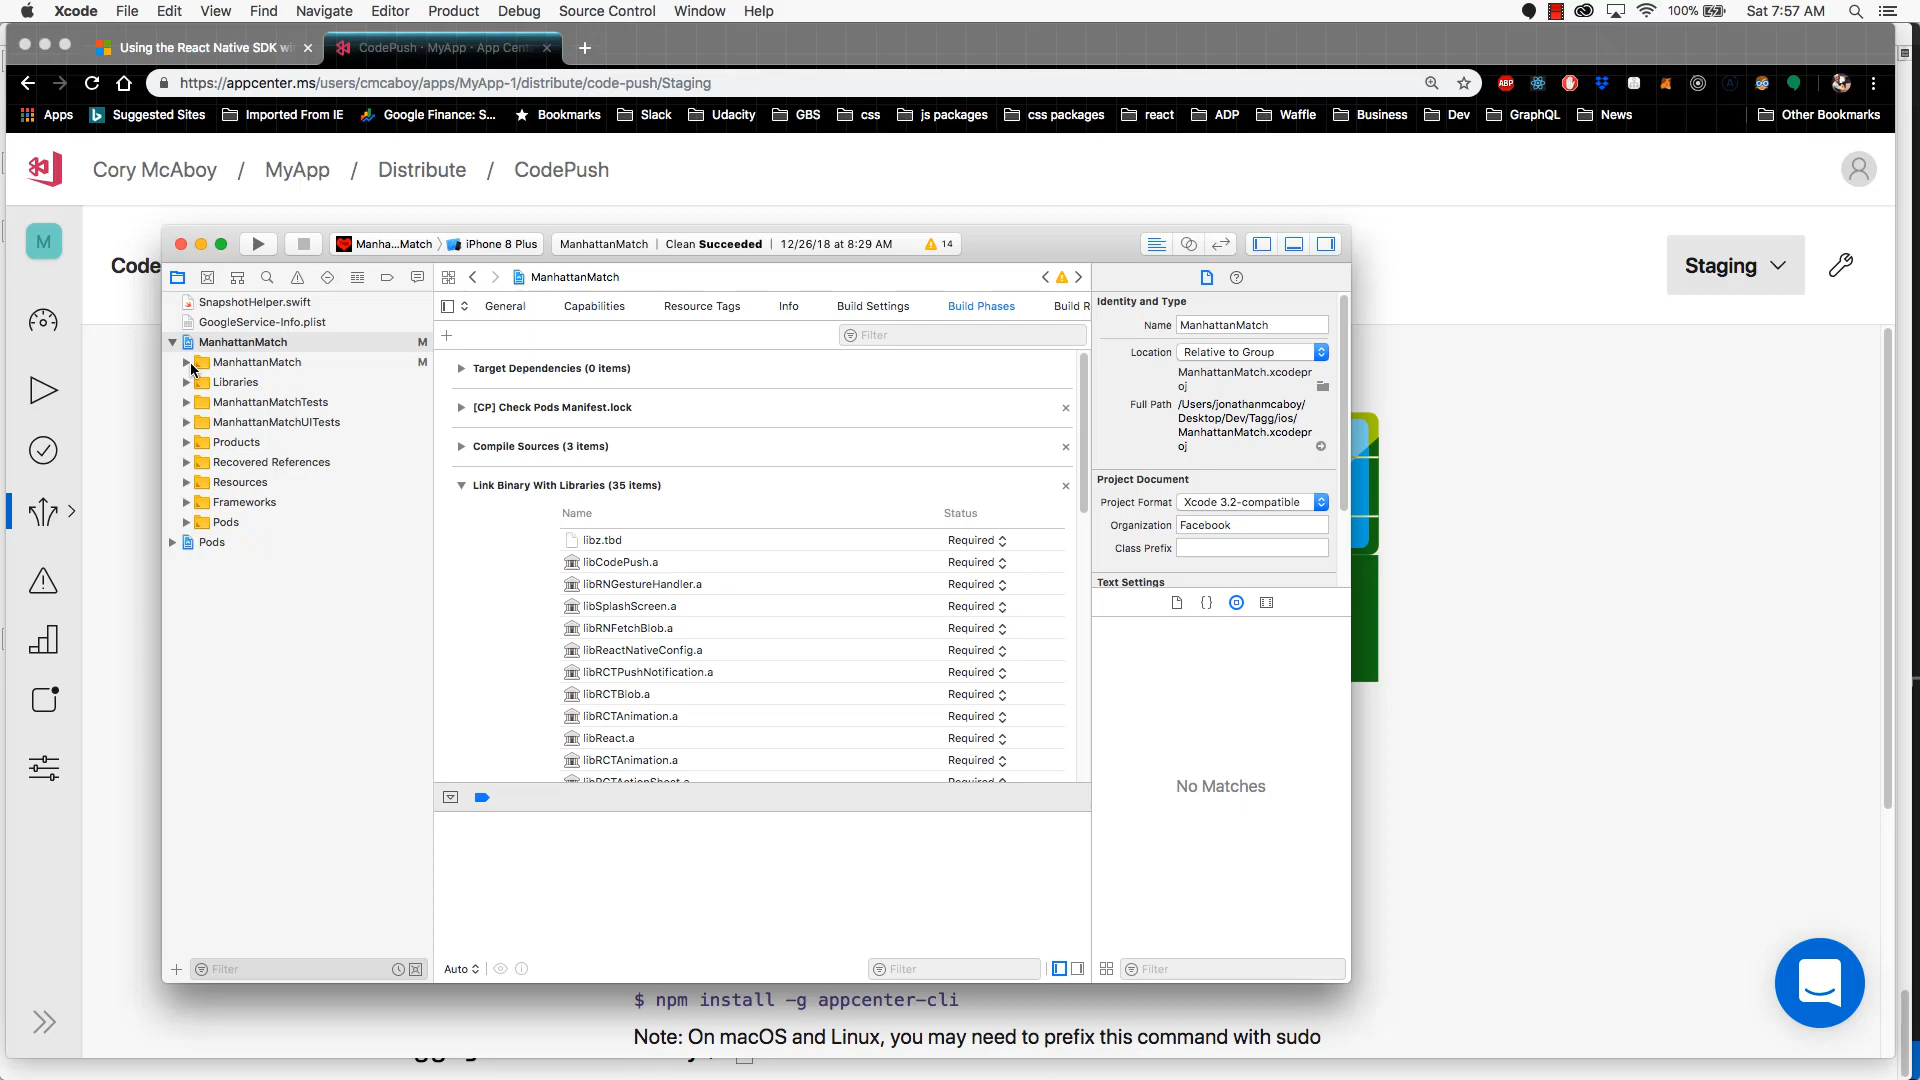 Xcode File Edit View Find Navigate Editor Product Debug Source Control Window Help 100% Sat 7:57 AM
Using the React Native SDK wi CodePush · MyApp · App Cent
https://appcenter.ms/users/cmcaboy/apps/MyApp-1/distribute/code-push/Staging
Apps Suggested Sites Imported From IE Google Finance: S... Bookmarks Slack Udacity GBS css js packages css packages react ADP Waffle Business Dev GraphQL News Other Bookmarks
Cory McAboy / MyApp / Distribute / CodePush
M
Code
Staging
Manha...Match iPhone 8 Plus ManhattanMatch | Clean Succeeded | 12/26/18 at 8:29 AM 14
ManhattanMatch
SnapshotHelper.swift
GoogleService-Info.plist
ManhattanMatch M
ManhattanMatch M
Libraries
ManhattanMatchTests
ManhattanMatchUITests
Products
Recovered References
Resources
Frameworks
Pods
Pods
Filter
General Capabilities Resource Tags Info Build Settings Build Phases Build R
Filter
Target Dependencies (0 items)
[CP] Check Pods Manifest.lock
Compile Sources (3 items)
Link Binary With Libraries (35 items)
Name Status
libz.tbd Required
libCodePush.a Required
libRNGestureHandler.a Required
libSplashScreen.a Required
libRNFetchBlob.a Required
libReactNativeConfig.a Required
libRCTPushNotification.a Required
libRCTBlob.a Required
libRCTAnimation.a Required
libReact.a Required
libRCTAnimation.a Required
libRCTActionSheet.a Required
Auto Filter
Identity and Type
Name ManhattanMatch
Location Relative to Group
ManhattanMatch.xcodepr
oj
Full Path /Users/jonathanmcaboy/
Desktop/Dev/Tagg/ios/
ManhattanMatch.xcodepr
oj
Project Document
Project Format Xcode 3.2-compatible
Organization Facebook
Class Prefix
Text Settings
No Matches
Filter
$ npm install -g appcenter-cli
Note: On macOS and Linux, you may need to prefix this command with sudo